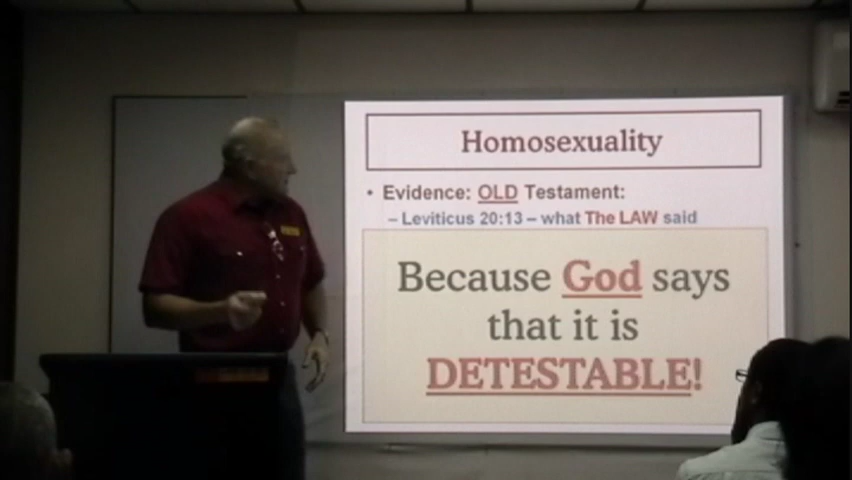 Homosexuality
• Evidence: OLD Testament:
– Leviticus 20:13 – what The LAW said
Because God says
that it is
DETESTABLE!